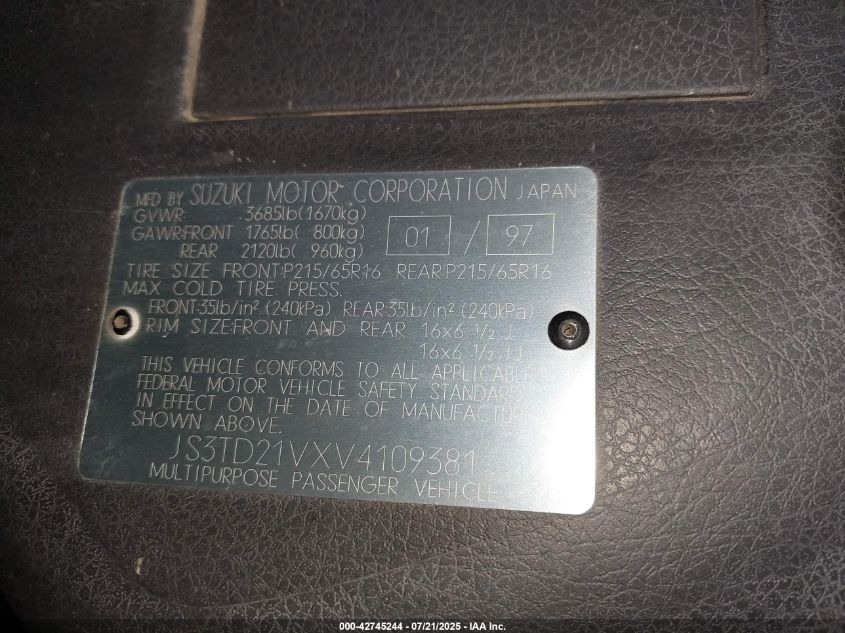 MFD BY SUZUKI MOTOR CORPORATION JAPAN
GVWR: 3685lb(1670kg)
GAWR:FRONT 1765lb( 800kg) 01 / 97
REAR 2120lb( 960kg)
TIRE SIZE FRONT:P215/65R16 REAR:P215/65R16
MAX COLD TIRE PRESS.
FRONT:35lb/in² (240kPa) REAR:35lb/in² (240kPa)
RIM SIZE:FRONT AND REAR 16x6 1/2 J
16x6 1/2 JJ
THIS VEHICLE CONFORMS TO ALL APPLICABLE
FEDERAL MOTOR VEHICLE SAFETY STANDARDS
IN EFFECT ON THE DATE OF MANUFACTURE
SHOWN ABOVE.
JS3TD21VXV4109381
MULTIPURPOSE PASSENGER VEHICLE
000-42745244 - 07/21/2025 - IAA Inc.